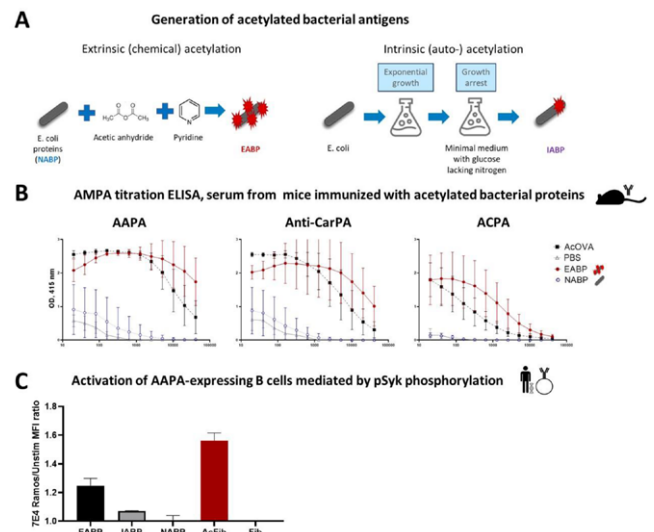 A
Generation of acetylated bacterial antigens
Extrinsic (chemical) acetylation
Intrinsic (auto-) acetylation
Exponential
growth
Growth
arrest
E. coli
proteins
(NABP)
Acetic anhydride
Pyridine
EABP
E. coli
Minimal medium
with glucose
lacking nitrogen
IABP
B
AMPA titration ELISA, serum from mice immunized with acetylated bacterial proteins
AAPA
Anti-CarPA
ACPA
OD, 415 nm
AcOVA
PBS
EABP
NABP
C
Activation of AAPA-expressing B cells mediated by pSyk phosphorylation
7E4 Ramos/Unstim MFI ratio
1.8
1.6
1.4
1.2
1.0
EABP IABP NABP AcFib Fib